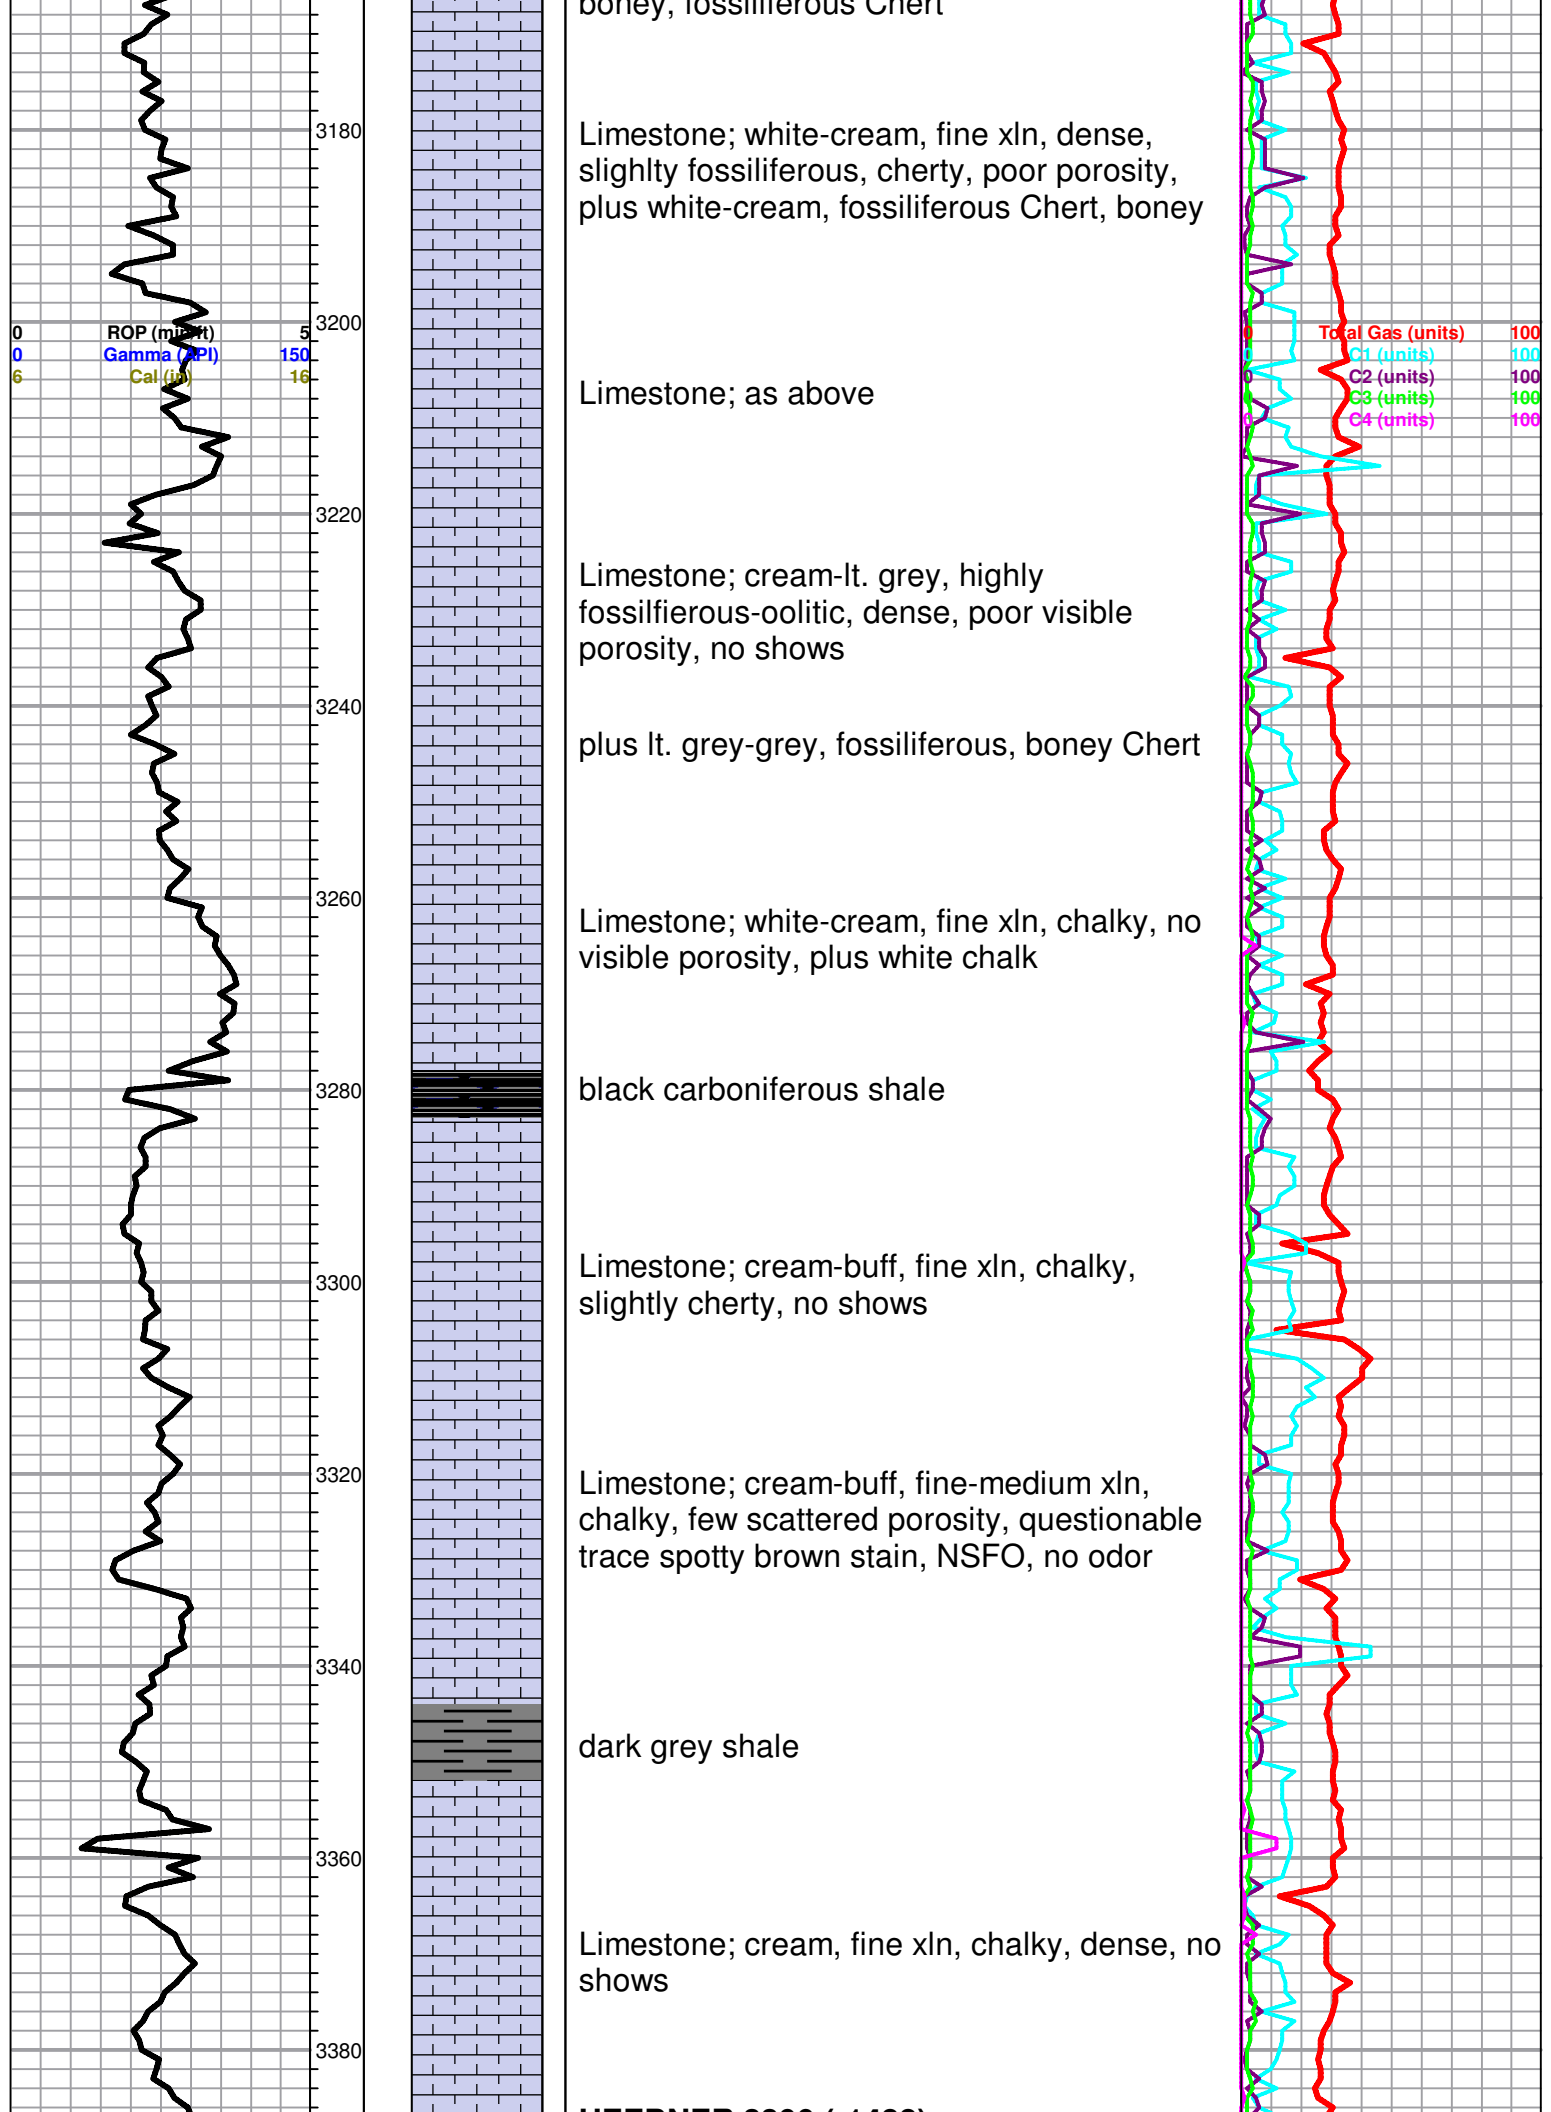 boney, fossiliferous Chert
3180
Limestone; white-cream, fine xln, dense,
slighlty fossiliferous, cherty, poor porosity,
plus white-cream, fossiliferous Chert, boney
3200
0 ROP (min/ft) 5
0 Gamma (API) 150
6 Cal (in) 16
0 Total Gas (units) 100
0 C1 (units) 100
0 C2 (units) 100
0 C3 (units) 100
0 C4 (units) 100
Limestone; as above
3220
Limestone; cream-lt. grey, highly
fossilfierous-oolitic, dense, poor visible
porosity, no shows
3240
plus lt. grey-grey, fossiliferous, boney Chert
3260
Limestone; white-cream, fine xln, chalky, no
visible porosity, plus white chalk
3280
black carboniferous shale
3300
Limestone; cream-buff, fine xln, chalky,
slightly cherty, no shows
3320
Limestone; cream-buff, fine-medium xln,
chalky, few scattered porosity, questionable
trace spotty brown stain, NSFO, no odor
3340
dark grey shale
3360
Limestone; cream, fine xln, chalky, dense, no
shows
3380